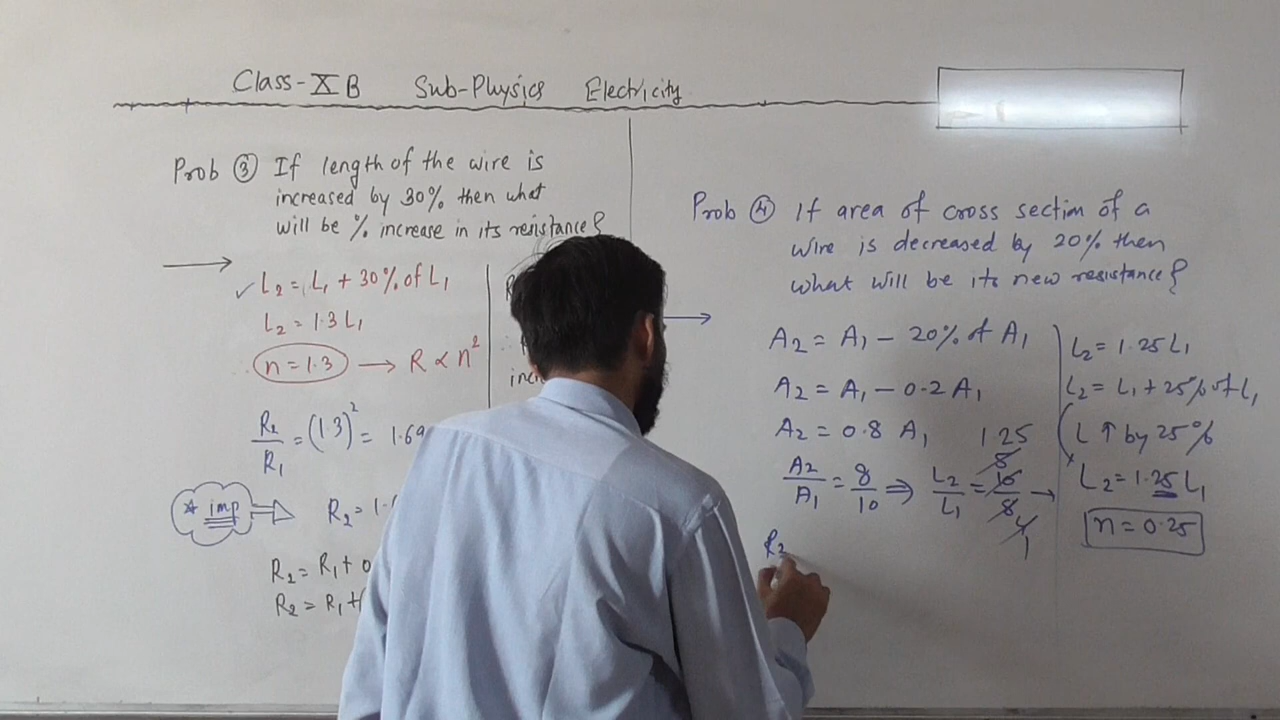 Class-X B Sub-Physics Electricity
Prob ③ If length of the wire is
increased by 30% then what
will be % increase in its resistance?
L₂ = L₁ + 30% of L₁
L₂ = 1.3 L₁
n = 1.3 → R ∝ n²
R₂/R₁ = (1.3)² = 1.69
* imp
R₂ = 1.
R₂ = R₁ + 0
R₂ = R₁ + (
Prob ④ If area of cross section of a
wire is decreased by 20% then
what will be its new resistance?
A₂ = A₁ − 20% of A₁
A₂ = A₁ − 0.2 A₁
A₂ = 0.8 A₁
A₂/A₁ = 8/10 ⇒ L₂/L₁ = 10/8 →
5
4
1.25
1
R₂
L₂ = 1.25 L₁
L₂ = L₁ + 25% of L₁
L ↑ by 25%
L₂ = 1.25 L₁
n = 0.25